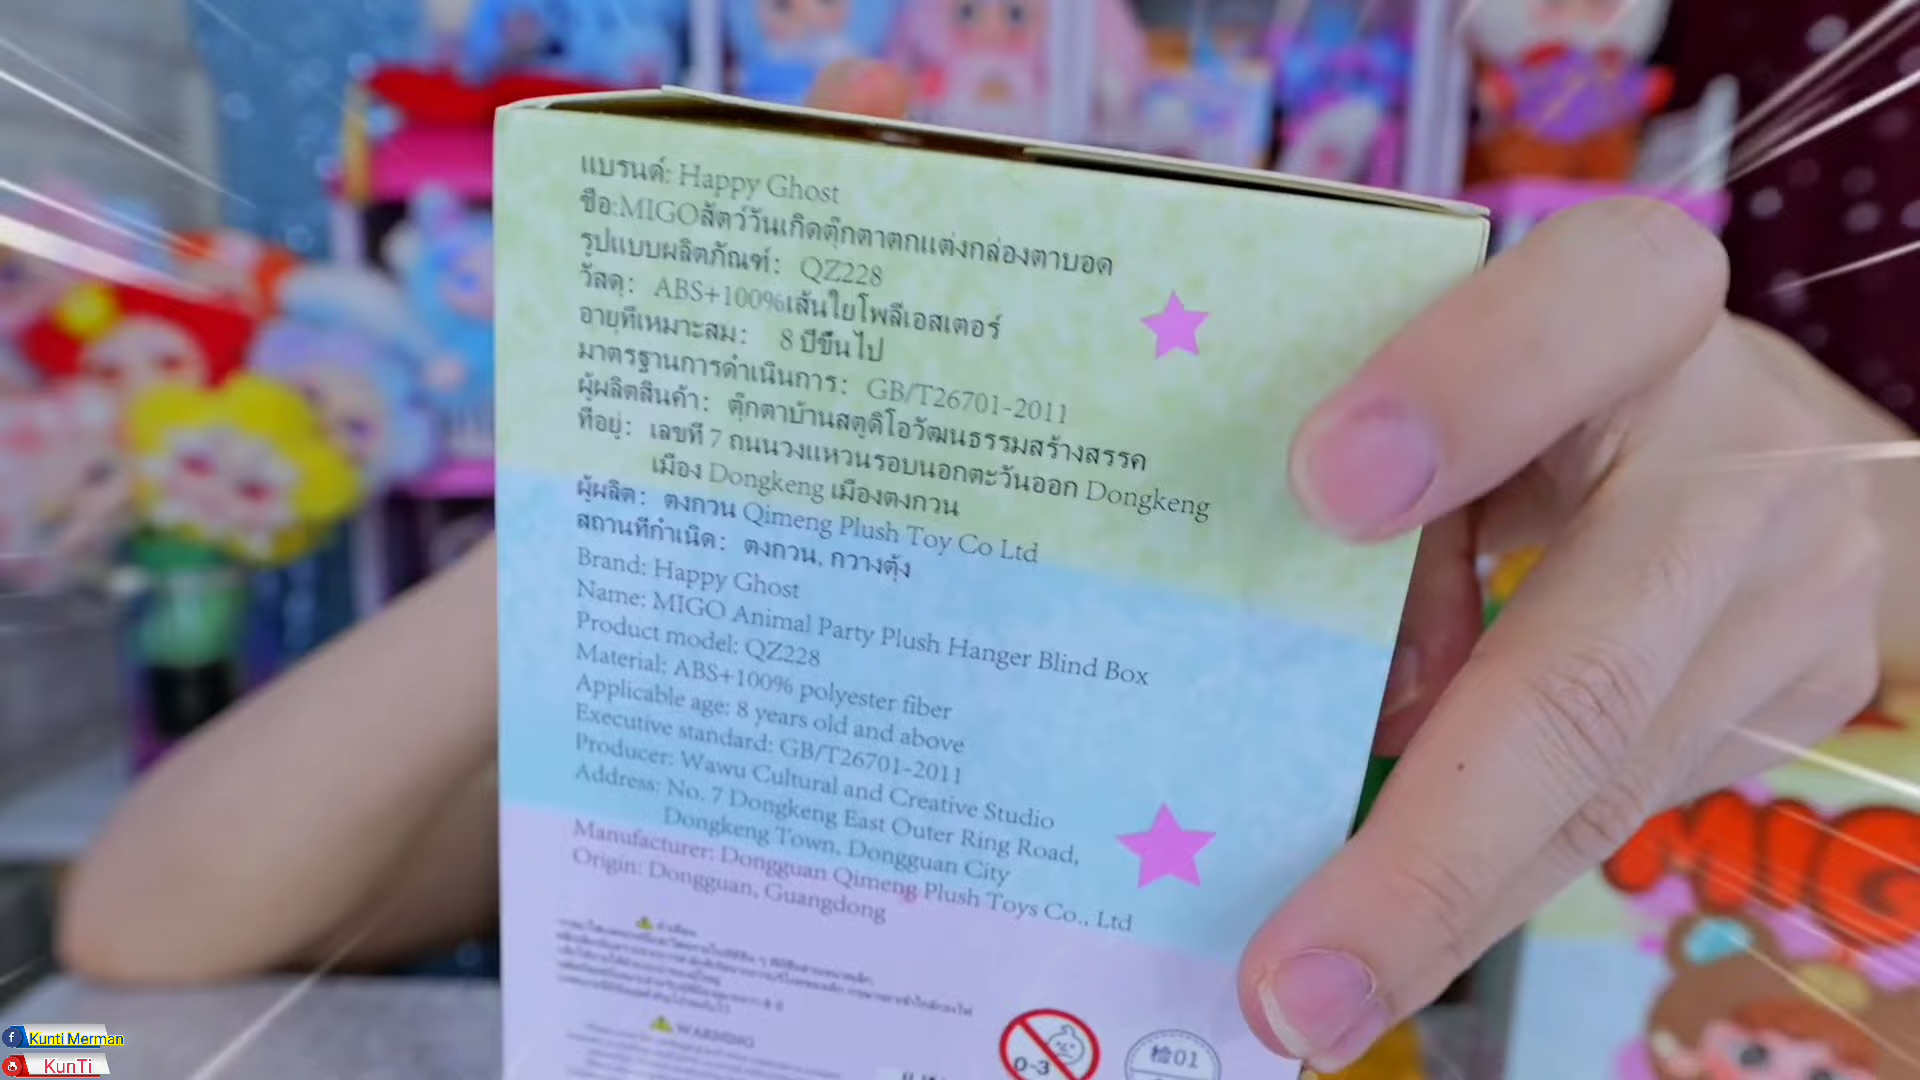 แบรนด์: Happy Ghost
ชื่อ:MIGOสัตว์วันเกิดตุ๊กตาตกแต่งกล่องตาบอด
รูปแบบผลิตภัณฑ์: QZ228
วัสดุ: ABS+100%เส้นใยโพลีเอสเตอร์
อายุที่เหมาะสม: 8 ปีขึ้นไป
มาตรฐานการดำเนินการ: GB/T26701-2011
ผู้ผลิตสินค้า: ตุ๊กตาบ้านสตูดิโอวัฒนธรรมสร้างสรรค
ที่อยู่: เลขที่ 7 ถนนวงแหวนรอบนอกตะวันออก Dongkeng
เมือง Dongkeng เมืองตงกวน
ผู้ผลิต: ตงกวน Qimeng Plush Toy Co Ltd
สถานที่กำเนิด: ตงกวน, กวางตุ้ง
Brand: Happy Ghost
Name: MIGO Animal Party Plush Hanger Blind Box
Product model: QZ228
Material: ABS+100% polyester fiber
Applicable age: 8 years old and above
Executive standard: GB/T26701-2011
Producer: Wawu Cultural and Creative Studio
Address: No. 7 Dongkeng East Outer Ring Road,
Dongkeng Town, Dongguan City
Manufacturer: Dongguan Qimeng Plush Toys Co., Ltd
Origin: Dongguan, Guangdong
คำเตือน
WARNING
0-3
检01
MIG
Kunti Merman
KunTi